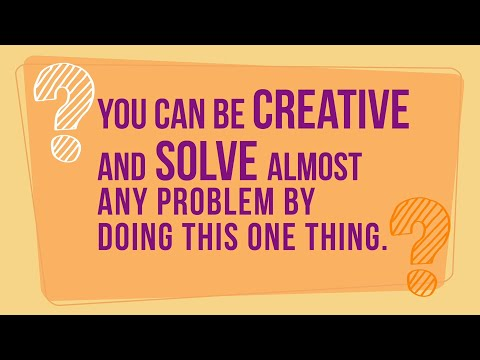 YOU CAN BE CREATIVE
AND SOLVE ALMOST
ANY PROBLEM BY
DOING THIS ONE THING.
?
?